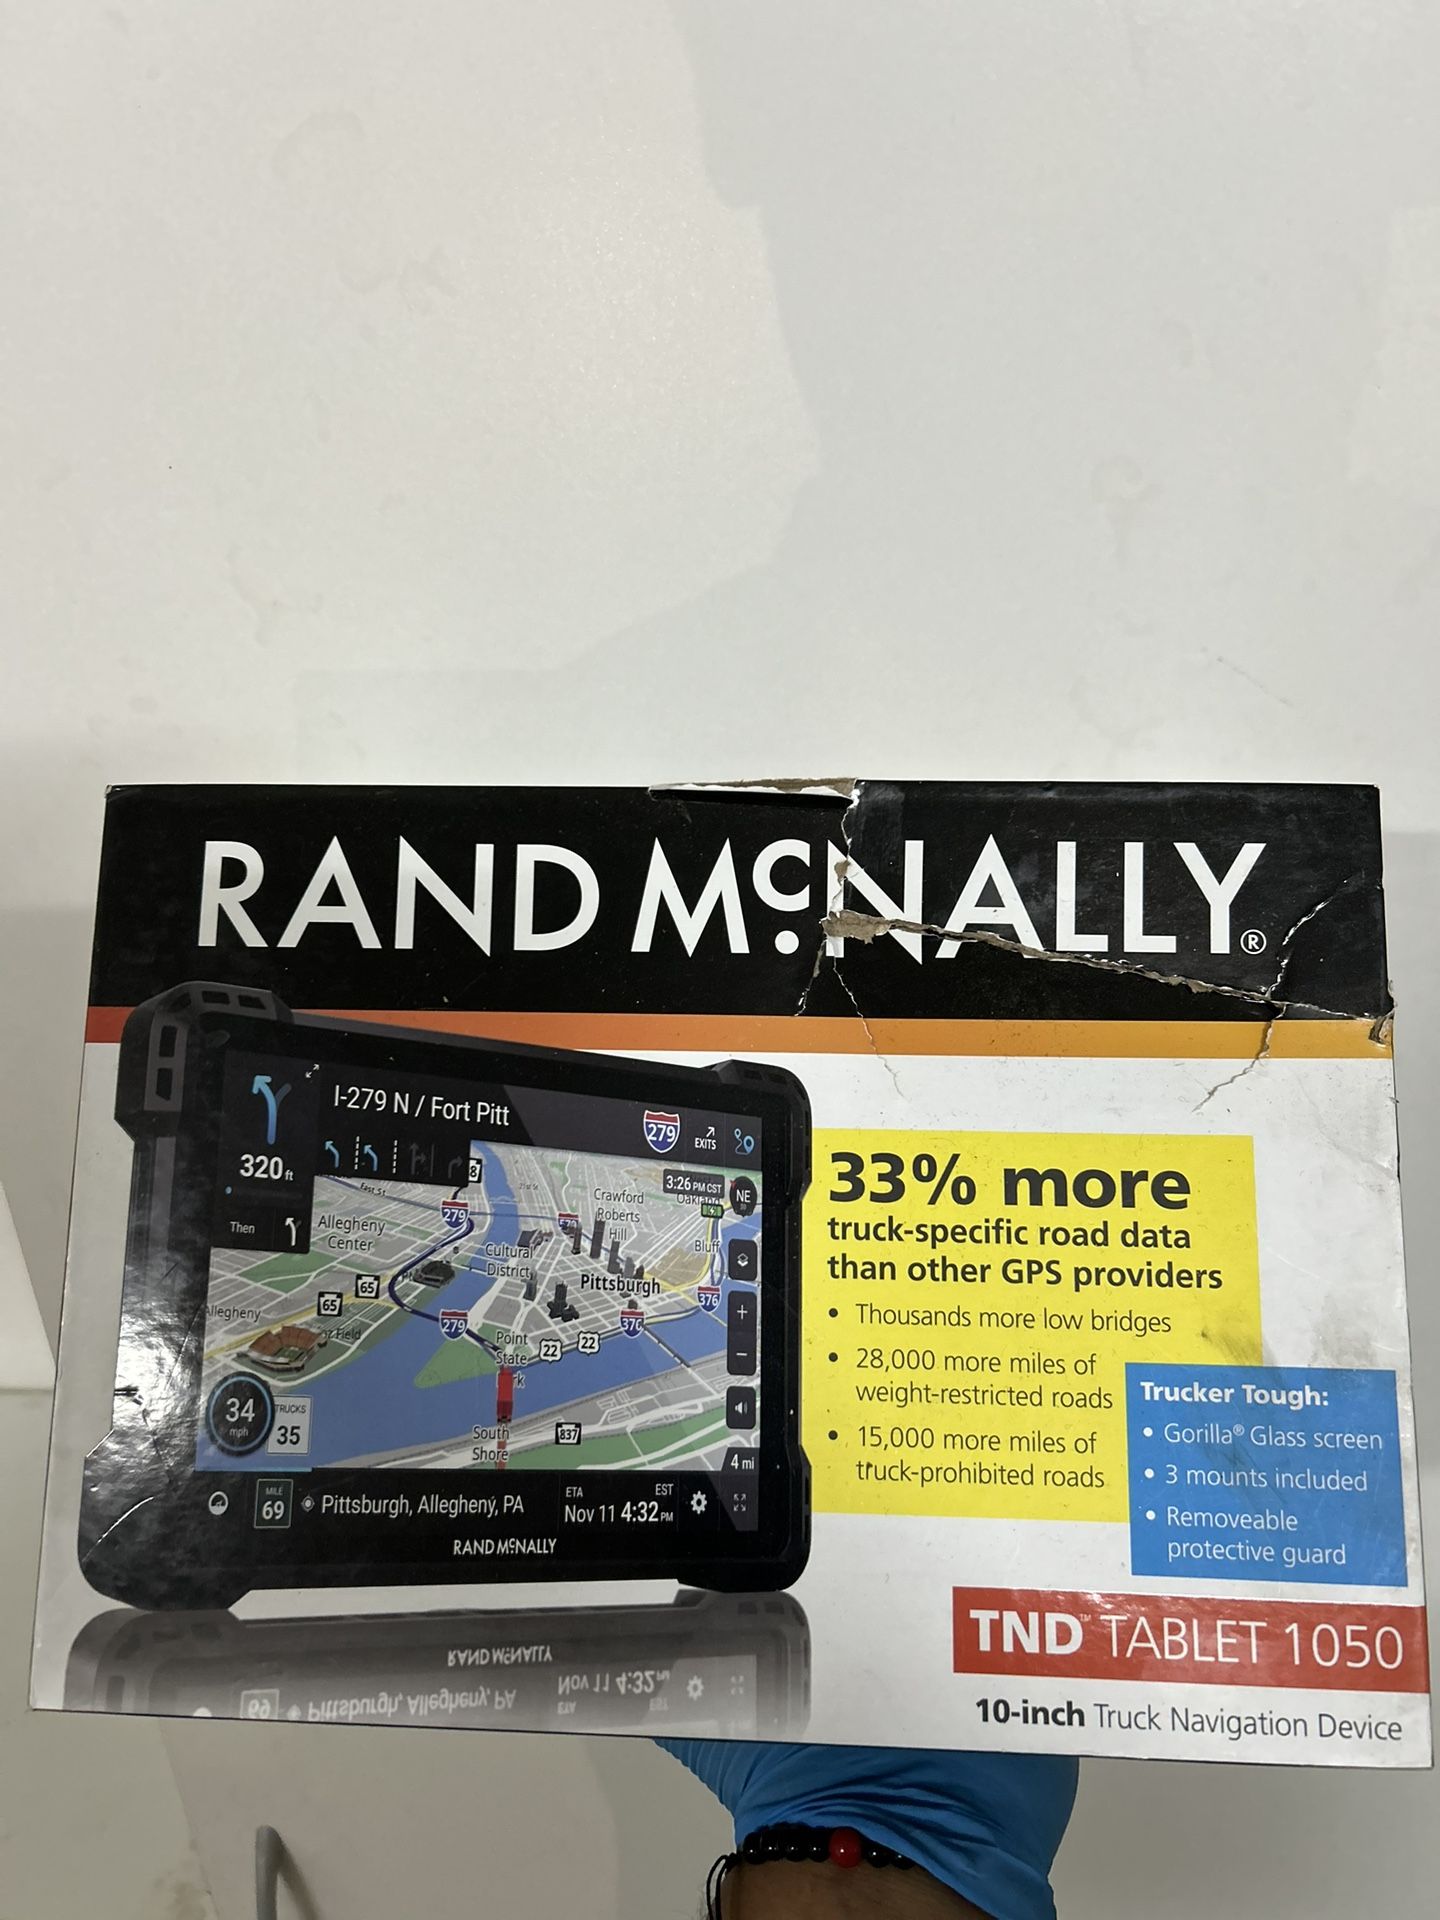 RAND MCNALLY®
I-279 N / Fort Pitt
279
EXITS
320 ft
Then
East St
3:26 PM CST
NE
Oakland
Crawford
Roberts
Hill
Allegheny
Center
279
Cultural
District
Bluff
Pittsburgh
65
65
376
Allegheny
279
Point
State
22
22
34
mph
TRUCKS
35
South
Shore
837
4 mi
MILE
69
Pittsburgh, Allegheny, PA
ETA
EST
Nov 11 4:32 PM
RAND MCNALLY
33% more
truck-specific road data
than other GPS providers
• Thousands more low bridges
• 28,000 more miles of
weight-restricted roads
• 15,000 more miles of
truck-prohibited roads
Trucker Tough:
• Gorilla® Glass screen
• 3 mounts included
• Removeable
protective guard
TND™ TABLET 1050
10-inch Truck Navigation Device